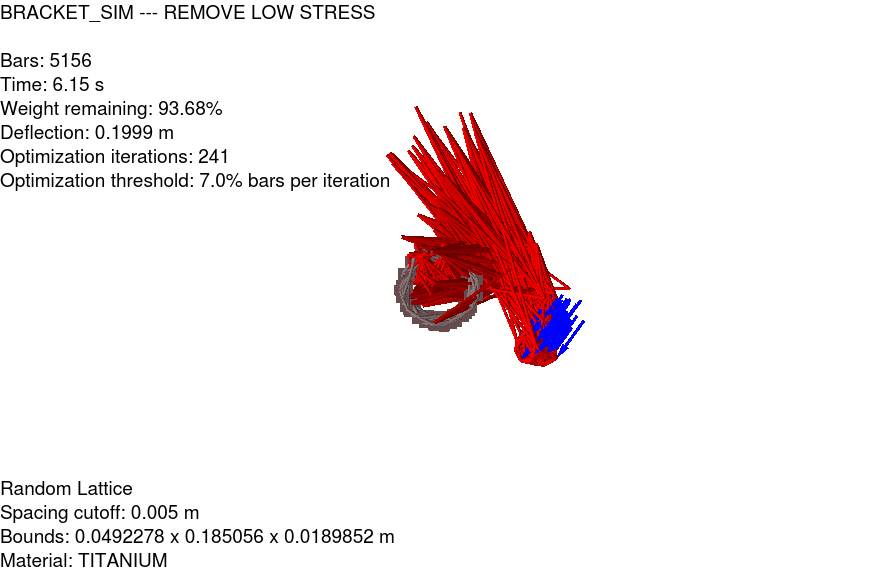 BRACKET_SIM --- REMOVE LOW STRESS
Bars: 5156
Time: 6.15 s
Weight remaining: 93.68%
Deflection: 0.1999 m
Optimization iterations: 241
Optimization threshold: 7.0% bars per iteration
Random Lattice
Spacing cutoff: 0.005 m
Bounds: 0.0492278 x 0.185056 x 0.0189852 m
Material: TITANIUM